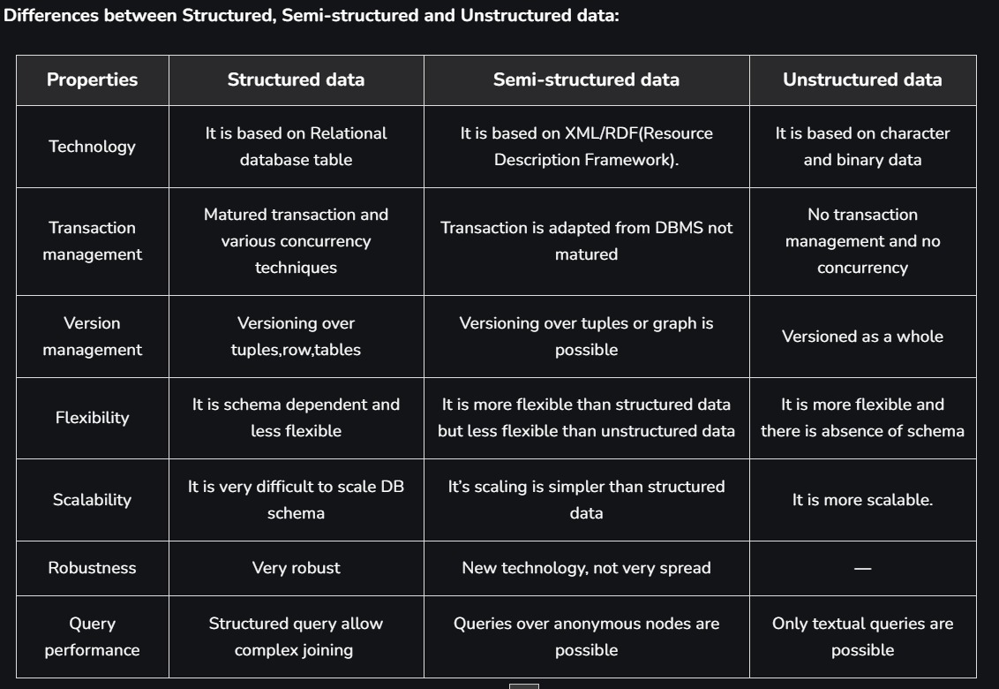 Differences between Structured, Semi-structured and Unstructured data:
Properties
Structured data
Semi-structured data
Unstructured data
Technology
It is based on Relational
database table
It is based on XML/RDF(Resource
Description Framework).
It is based on character
and binary data
Transaction
management
Matured transaction and
various concurrency
techniques
Transaction is adapted from DBMS not
matured
No transaction
management and no
concurrency
Version
management
Versioning over
tuples,row,tables
Versioning over tuples or graph is
possible
Versioned as a whole
Flexibility
It is schema dependent and
less flexible
It is more flexible than structured data
but less flexible than unstructured data
It is more flexible and
there is absence of schema
Scalability
It is very difficult to scale DB
schema
It’s scaling is simpler than structured
data
It is more scalable.
Robustness
Very robust
New technology, not very spread
—
Query
performance
Structured query allow
complex joining
Queries over anonymous nodes are
possible
Only textual queries are
possible